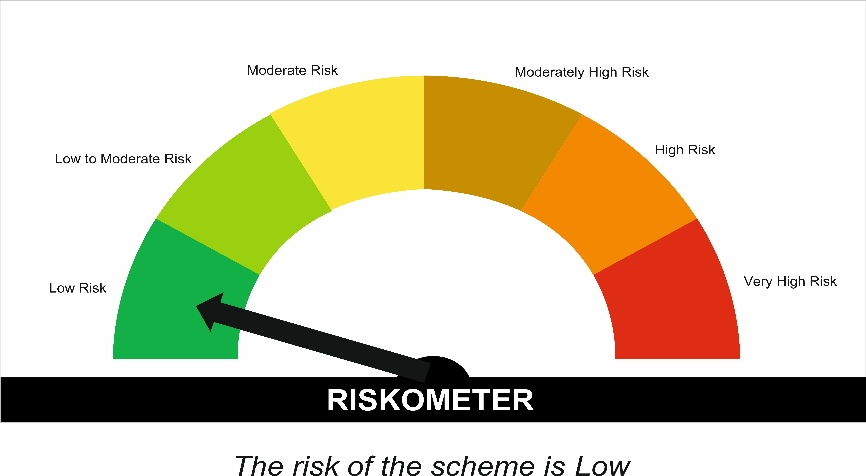 Moderate Risk
Moderately High Risk
Low to Moderate Risk
High Risk
Low Risk
Very High Risk
RISKOMETER
The risk of the scheme is Low